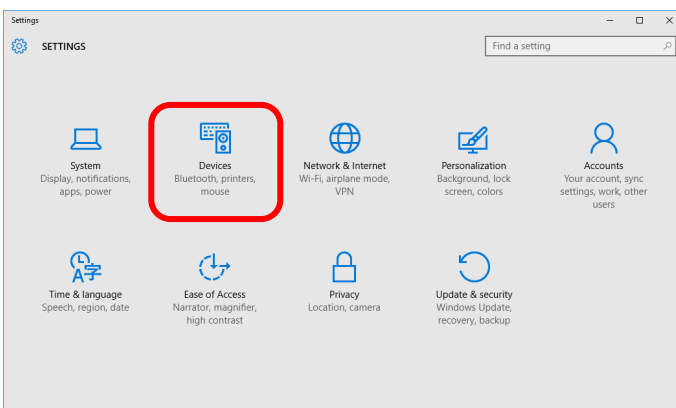 Settings
SETTINGS
Find a setting
System
Display, notifications,
apps, power
Devices
Bluetooth, printers,
mouse
Network & Internet
Wi-Fi, airplane mode,
VPN
Personalization
Background, lock
screen, colors
Accounts
Your account, sync
settings, work, other
users
A字
Time & language
Speech, region, date
Ease of Access
Narrator, magnifier,
high contrast
Privacy
Location, camera
Update & security
Windows Update,
recovery, backup